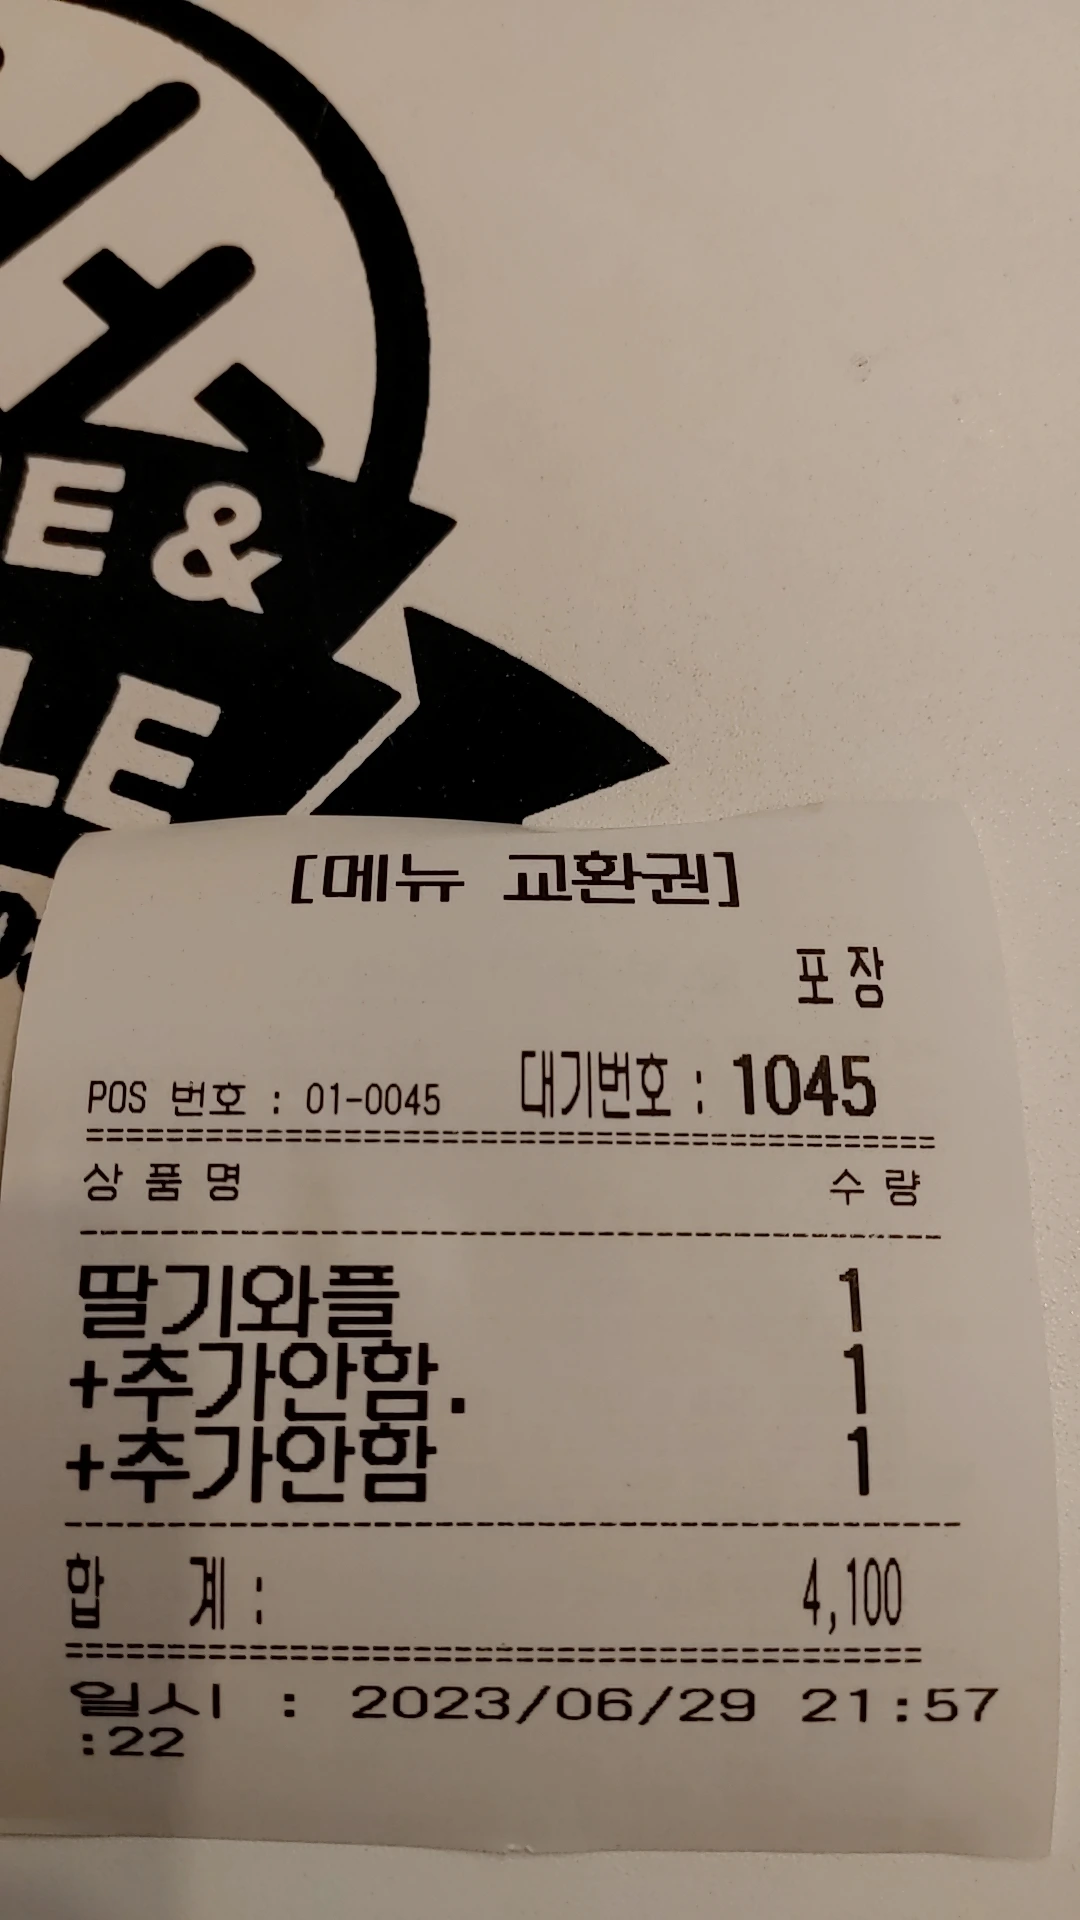 E &
LE
[메뉴 교환권]
포장
POS 번호 : 01-0045 대기번호 : 1045
상 품 명 수 량
딸기와플 1
+추가안함. 1
+추가안함 1
합 계 : 4,100
일시 : 2023/06/29 21:57
:22